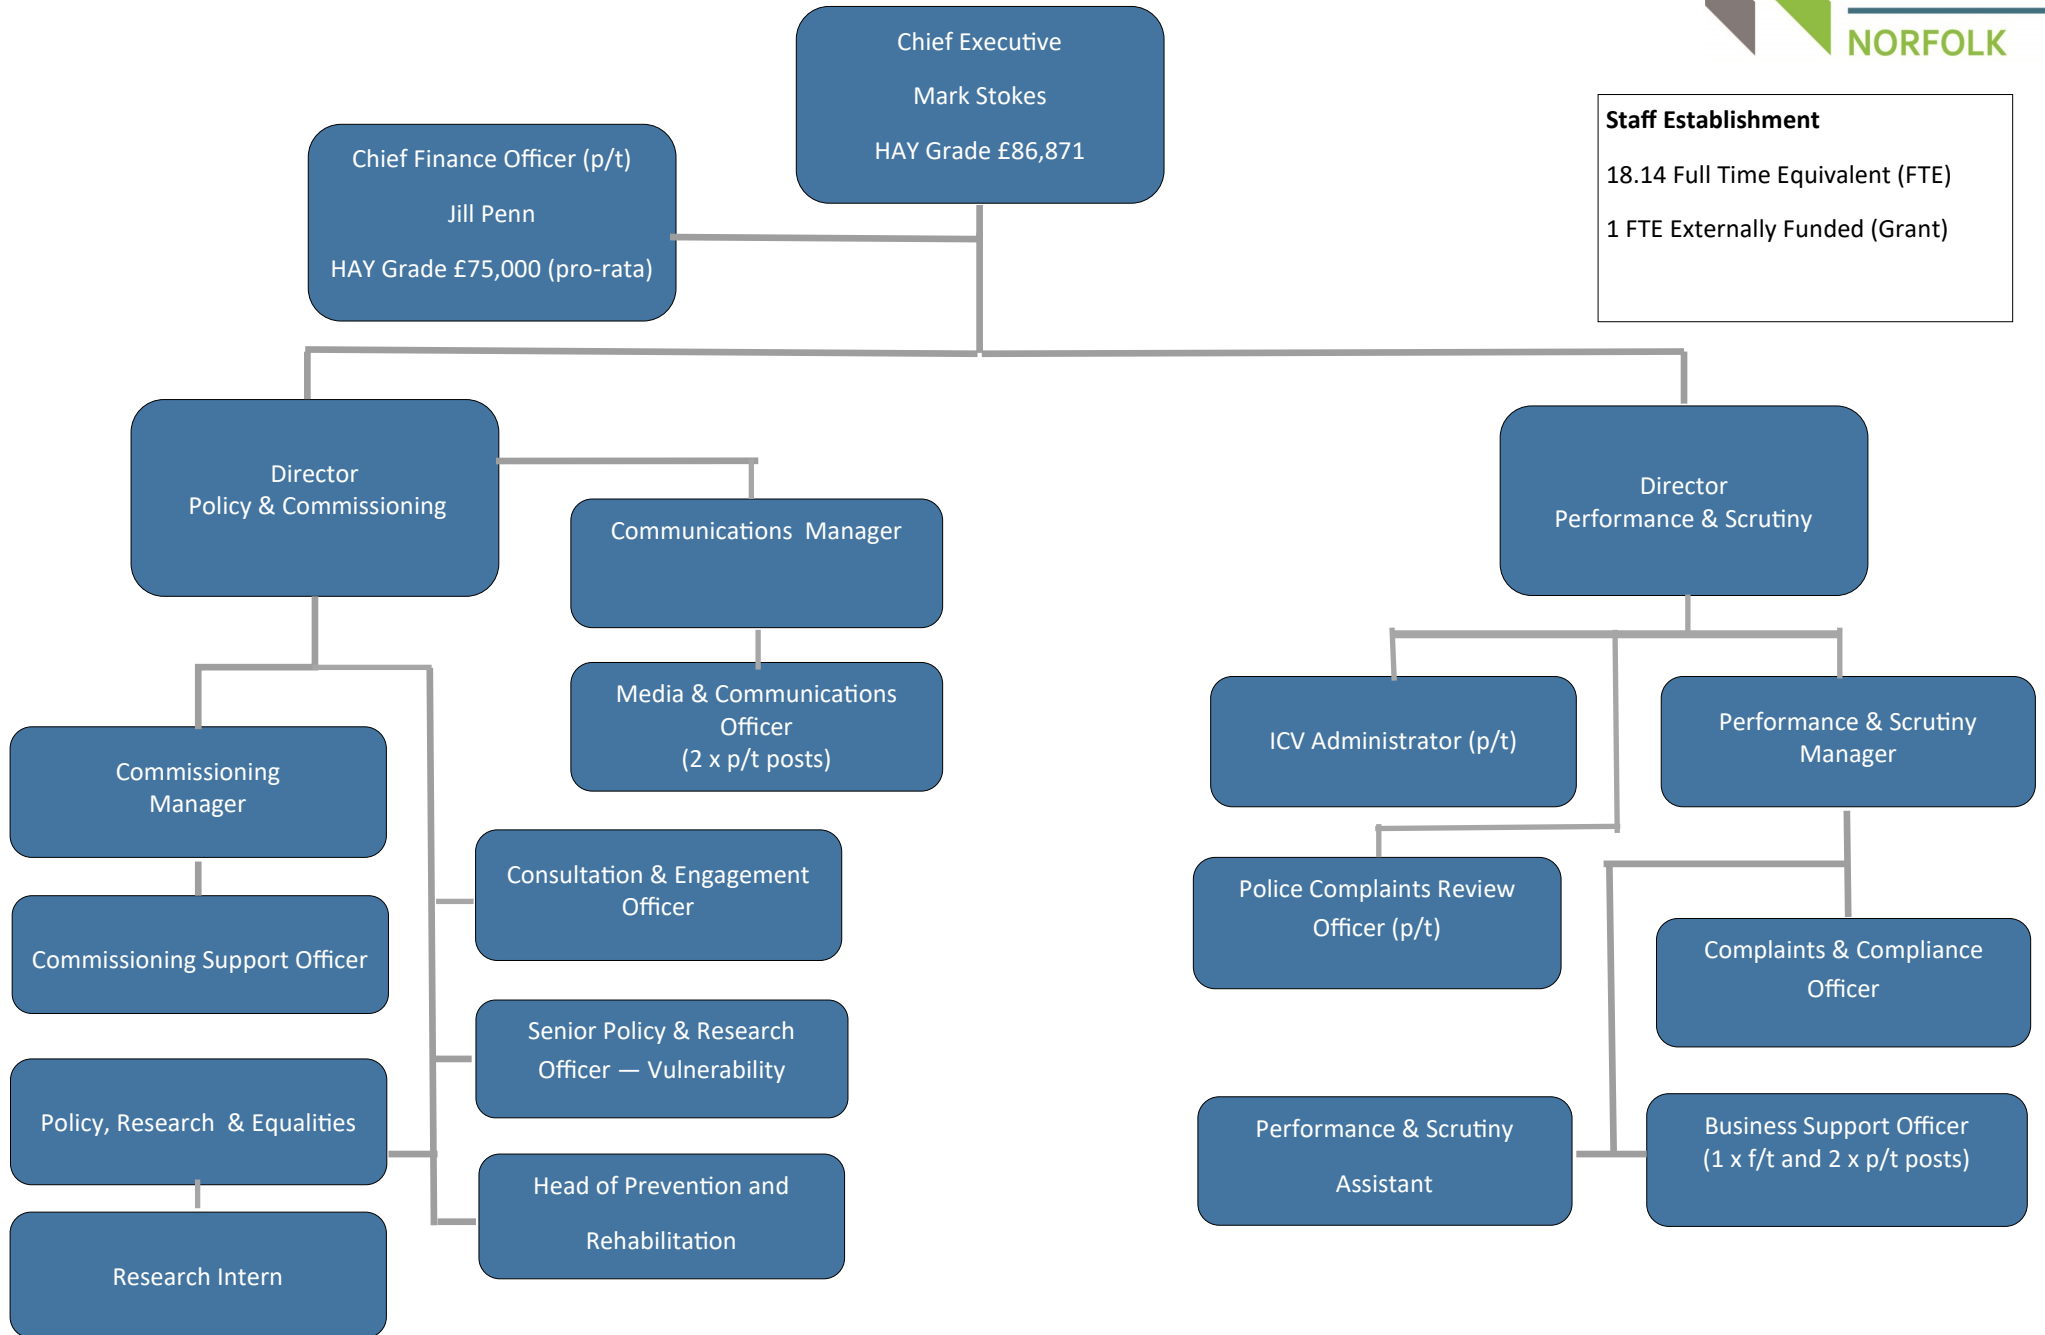 NORFOLK
Chief Executive
Mark Stokes
HAY Grade £86,871
Staff Establishment
18.14 Full Time Equivalent (FTE)
1 FTE Externally Funded (Grant)
Chief Finance Officer (p/t)
Jill Penn
HAY Grade £75,000 (pro-rata)
Director
Policy & Commissioning
Director
Performance & Scrutiny
Communications  Manager
Media & Communications
Officer
(2 x p/t posts)
Commissioning
Manager
Commissioning Support Officer
Consultation & Engagement
Officer
Senior Policy & Research
Officer — Vulnerability
Policy, Research  & Equalities
Head of Prevention and
Rehabilitation
Research Intern
ICV Administrator (p/t)
Performance & Scrutiny
Manager
Police Complaints Review
Officer (p/t)
Complaints & Compliance
Officer
Performance & Scrutiny
Assistant
Business Support Officer
(1 x f/t and 2 x p/t posts)